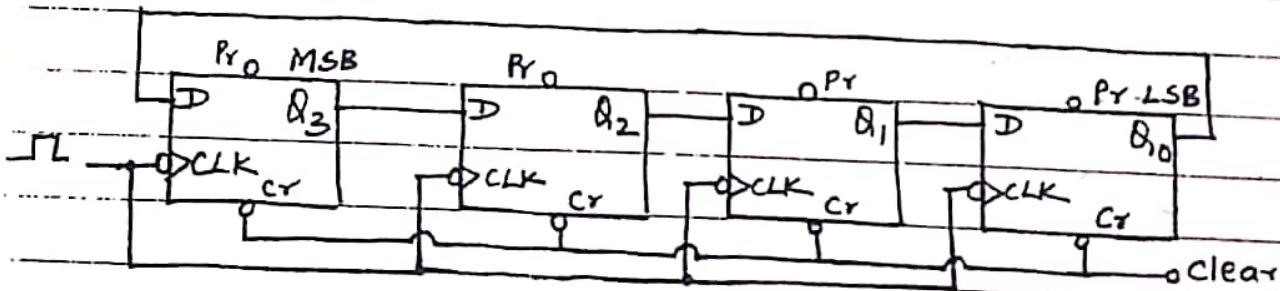 Pr MSB Pr Pr Pr LSB
D Q3 D Q2 D Q1 D Q0
CLK CLK CLK CLK
Cr Cr Cr Cr
Clear